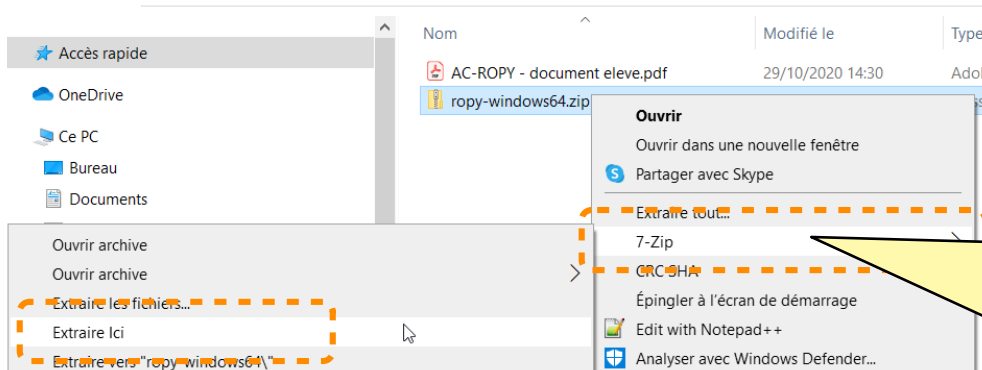 Nom Modifié le Type
Accès rapide
AC-ROPY - document eleve.pdf 29/10/2020 14:30
OneDrive
ropy-windows64.zip
Ouvrir
Ce PC
Ouvrir dans une nouvelle fenêtre
Bureau
Partager avec Skype
Documents
Extraire tout...
Ouvrir archive
7-Zip
Ouvrir archive
CRC SHA
Extraire les fichiers...
Épingler à l'écran de démarrage
Extraire Ici
Edit with Notepad++
Extraire vers "ropy-windows64\"
Analyser avec Windows Defender...